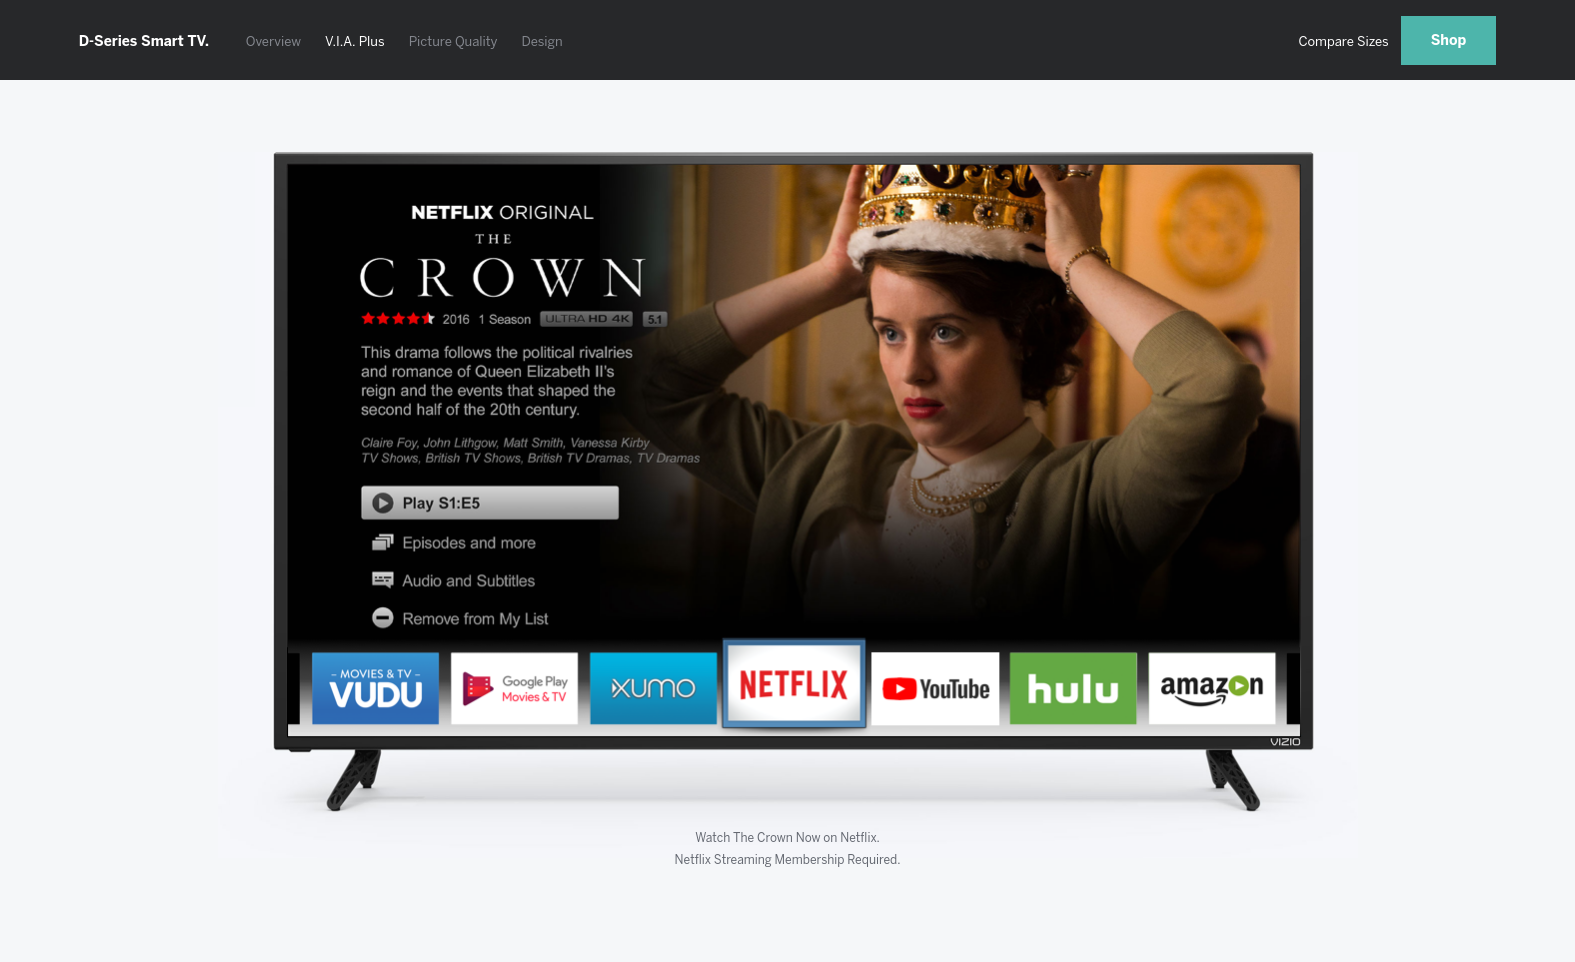 D-Series Smart TV.
Overview
V.I.A. Plus
Picture Quality
Design
Compare Sizes
Shop
NETFLIX ORIGINAL
THE
CROWN
2016 1 Season ULTRA HD 4K 5.1
This drama follows the political rivalries
and romance of Queen Elizabeth II's
reign and the events that shaped the
second half of the 20th century.
Claire Foy, John Lithgow, Matt Smith, Vanessa Kirby
TV Shows, British TV Shows, British TV Dramas, TV Dramas
Play S1:E5
Episodes and more
Audio and Subtitles
Remove from My List
– MOVIES & TV –
VUDU
Google Play
Movies & TV
XUMO
NETFLIX
YouTube
hulu
amazon
VIZIO
Watch The Crown Now on Netflix.
Netflix Streaming Membership Required.